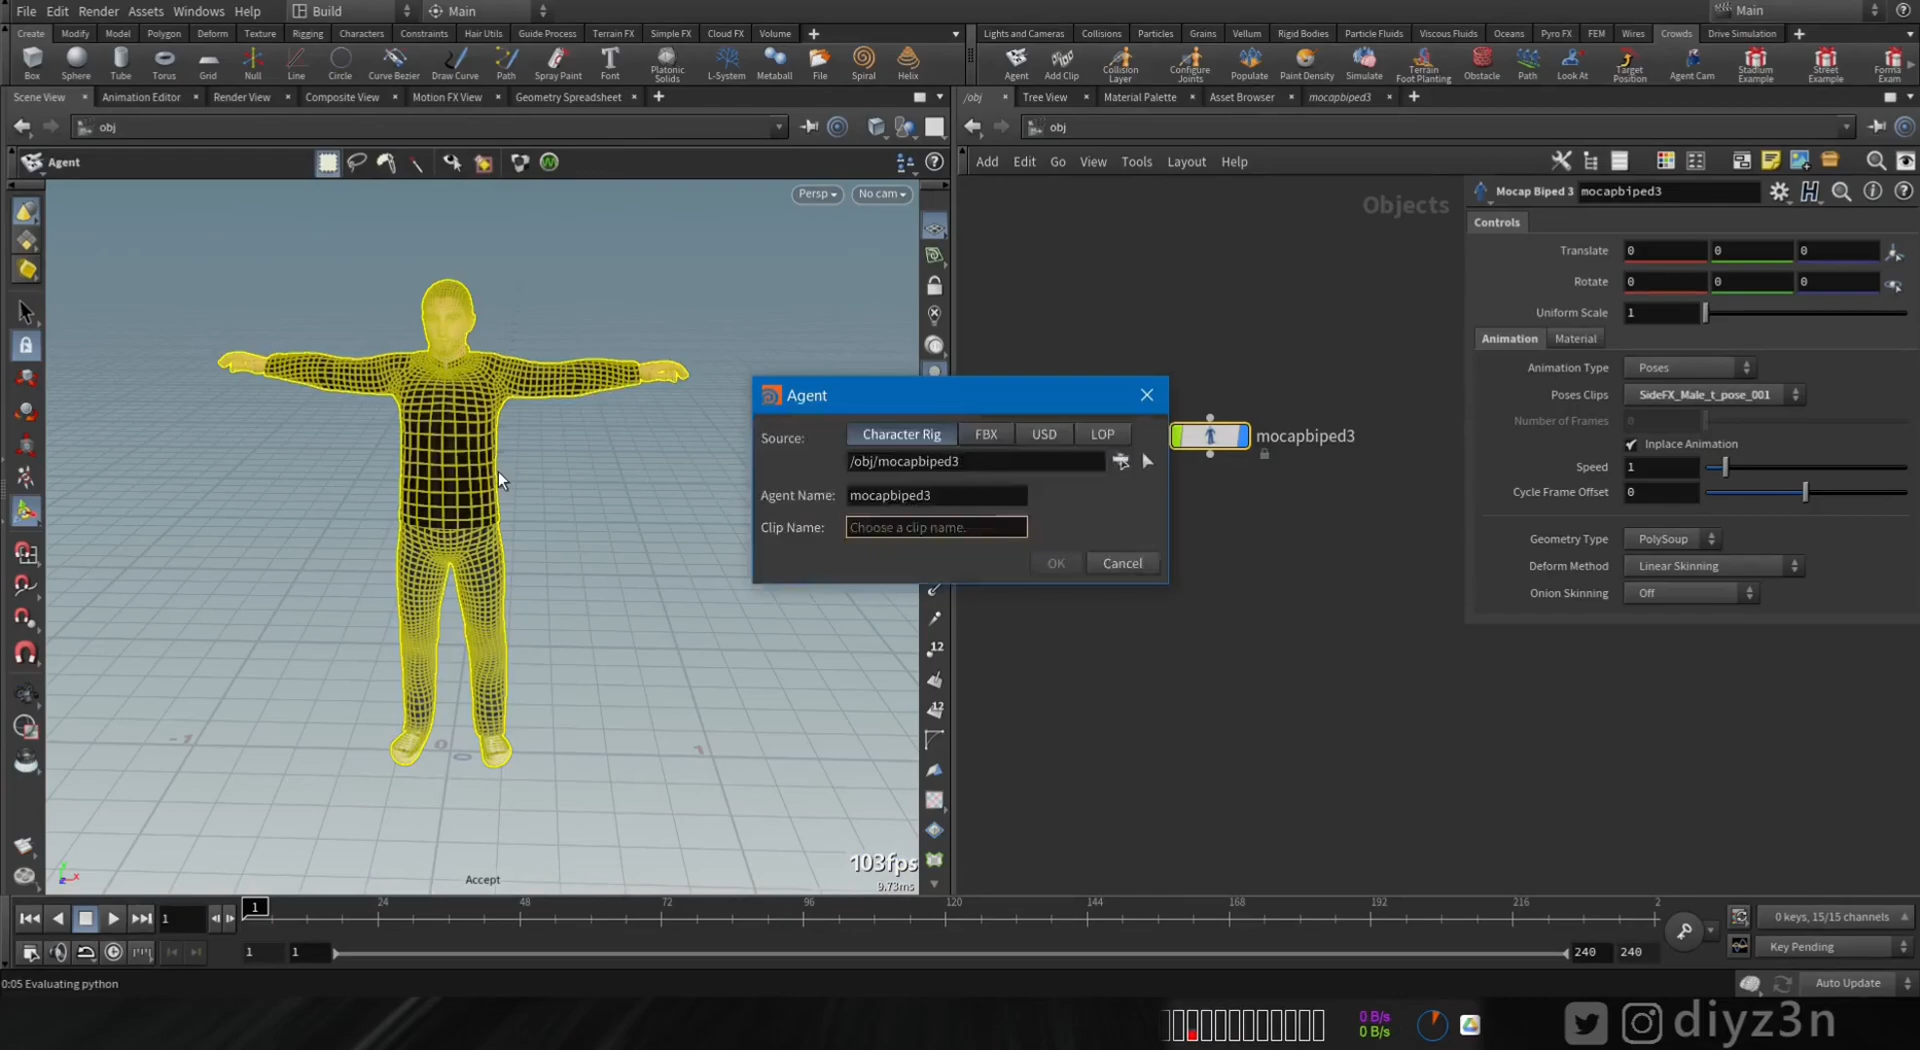 File Edit Render Assets Windows Help Build Main Main
Create Modify Model Polygon Deform Texture Rigging Characters Constraints Hair Utils Guide Process Terrain FX Simple FX Cloud FX Volume
Lights and Cameras Collisions Particles Grains Vellum Rigid Bodies Particle Fluids Viscous Fluids Oceans Pyro FX FEM Wires Crowds Drive Simulation
Box Sphere Tube Torus Grid Null Line Circle Curve Bezier Draw Curve Path Spray Paint Font Platonic Solids L-System Metaball File Spiral Helix
Agent Add Clip Collision Layer Configure Joints Populate Paint Density Simulate Terrain Foot Planting Obstacle Path Look At Target Position Agent Cam Stadium Example Street Example Forma Exam
Scene View Animation Editor Render View Composite View Motion FX View Geometry Spreadsheet
/obj Tree View Material Palette Asset Browser mocapbiped3
obj
obj
Agent
Add Edit Go View Tools Layout Help
Persp No cam
Objects
Mocap Biped 3 mocapbiped3
Controls
Translate 0 0 0
Rotate 0 0 0
Uniform Scale 1
Animation Material
Animation Type Poses
Poses Clips SideFX_Male_t_pose_001
Number of Frames 0
Inplace Animation
Speed 1
Cycle Frame Offset 0
Geometry Type PolySoup
Deform Method Linear Skinning
Onion Skinning Off
Agent
Source: Character Rig FBX USD LOP
/obj/mocapbiped3
Agent Name: mocapbiped3
Clip Name: Choose a clip name.
OK Cancel
mocapbiped3
12
12
-1 0 0 1
103fps
9.73ms
Accept
1 1 24 48 72 96 120 144 168 192 216 2
1 1 240 240
0 keys, 15/15 channels
Key Pending
0:05 Evaluating python
Auto Update
0 B/s
0 B/s
diyz3n